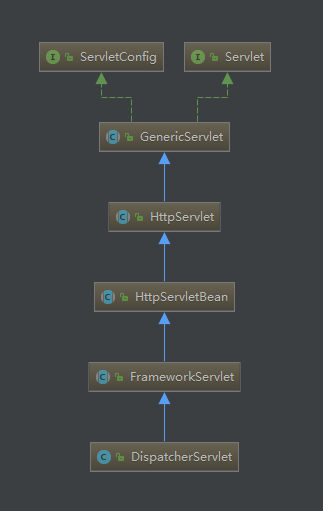 I ServletConfig
I Servlet
C GenericServlet
C HttpServlet
C HttpServletBean
C FrameworkServlet
C DispatcherServlet